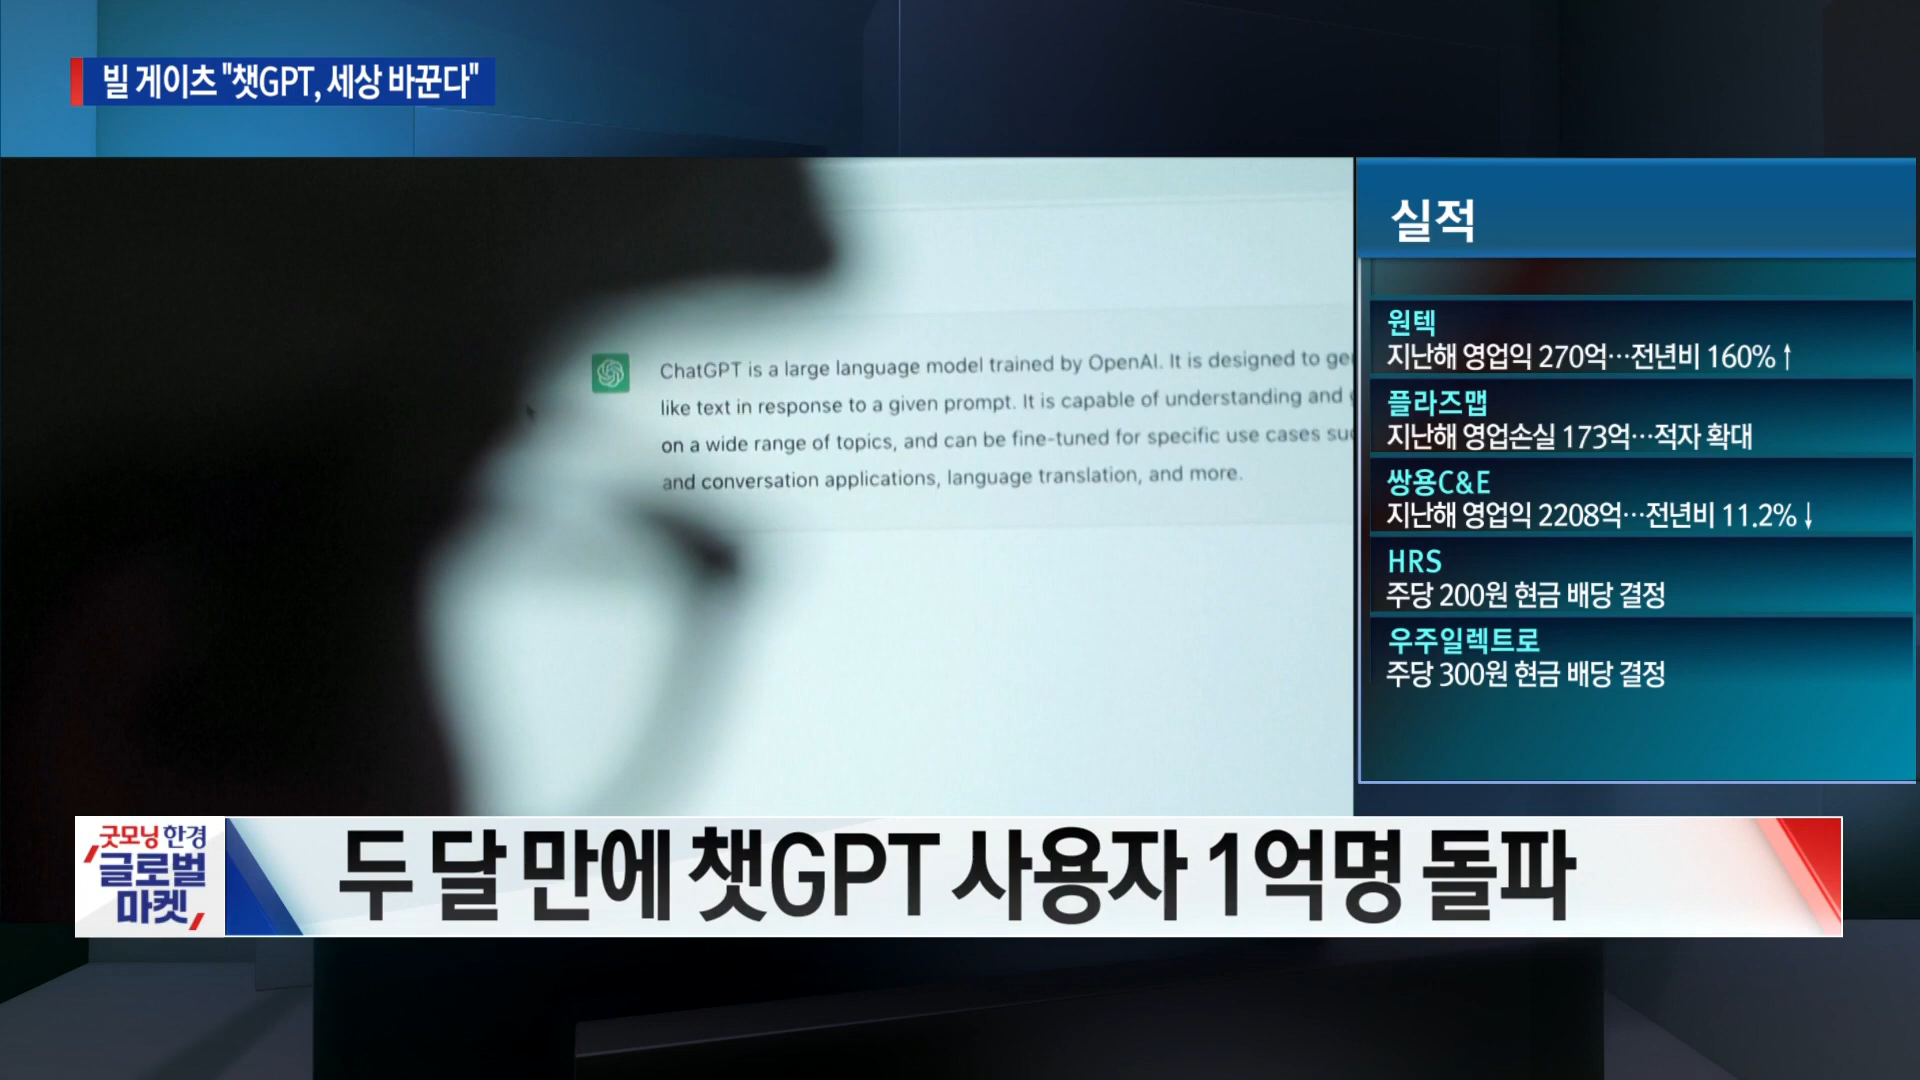 빌 게이츠 "챗GPT, 세상 바꾼다"
ChatGPT is a large language model trained by OpenAI. It is designed to
like text in response to a given prompt. It is capable of understanding and
on a wide range of topics, and can be fine-tuned for specific use cases
and conversation applications, language translation, and more.
실적
원텍
지난해 영업익 270억…전년비 160%↑
플라즈맵
지난해 영업손실 173억…적자 확대
쌍용C&E
지난해 영업익 2208억…전년비 11.2%↓
HRS
주당 200원 현금 배당 결정
우주일렉트로
주당 300원 현금 배당 결정
굿모닝 한경
글로벌
마켓
두 달 만에 챗GPT 사용자 1억명 돌파